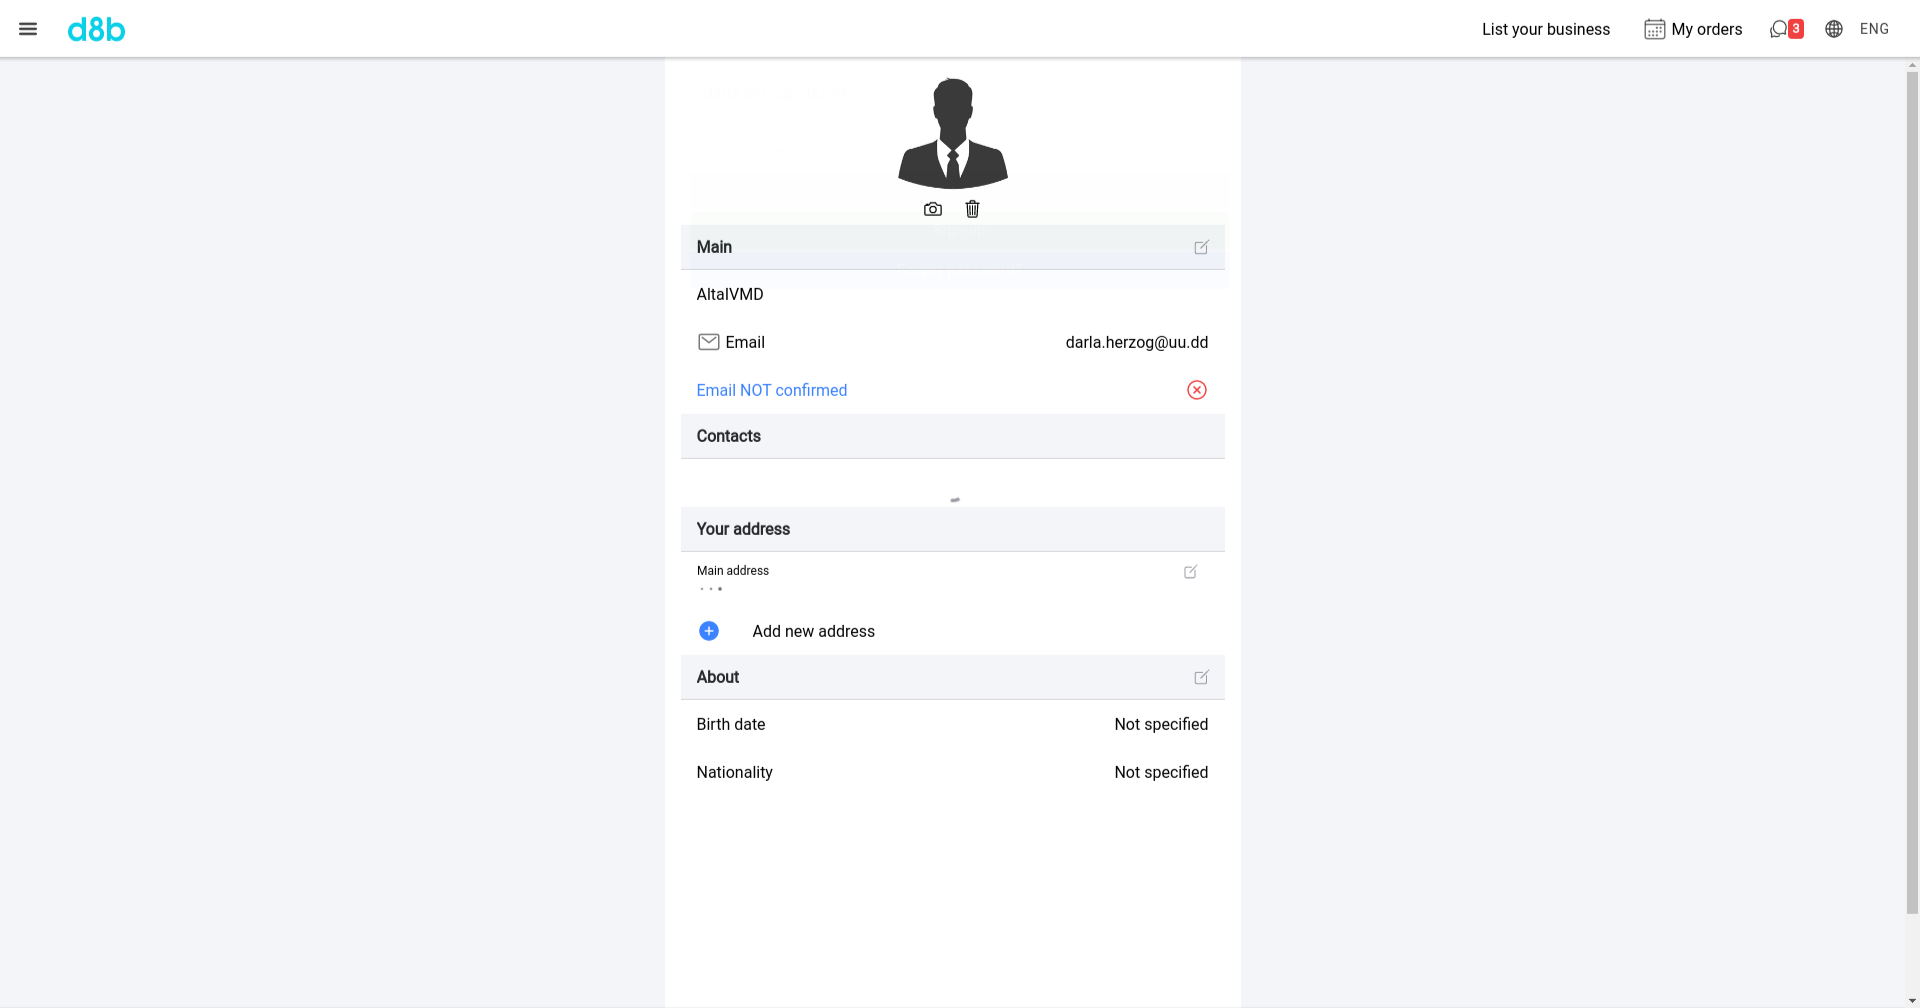 d8b
List your business
My orders
3
ENG
Main
AltalVMD
Email
darla.herzog@uu.dd
Email NOT confirmed
Contacts
Your address
Main address
Add new address
About
Birth date
Not specified
Nationality
Not specified